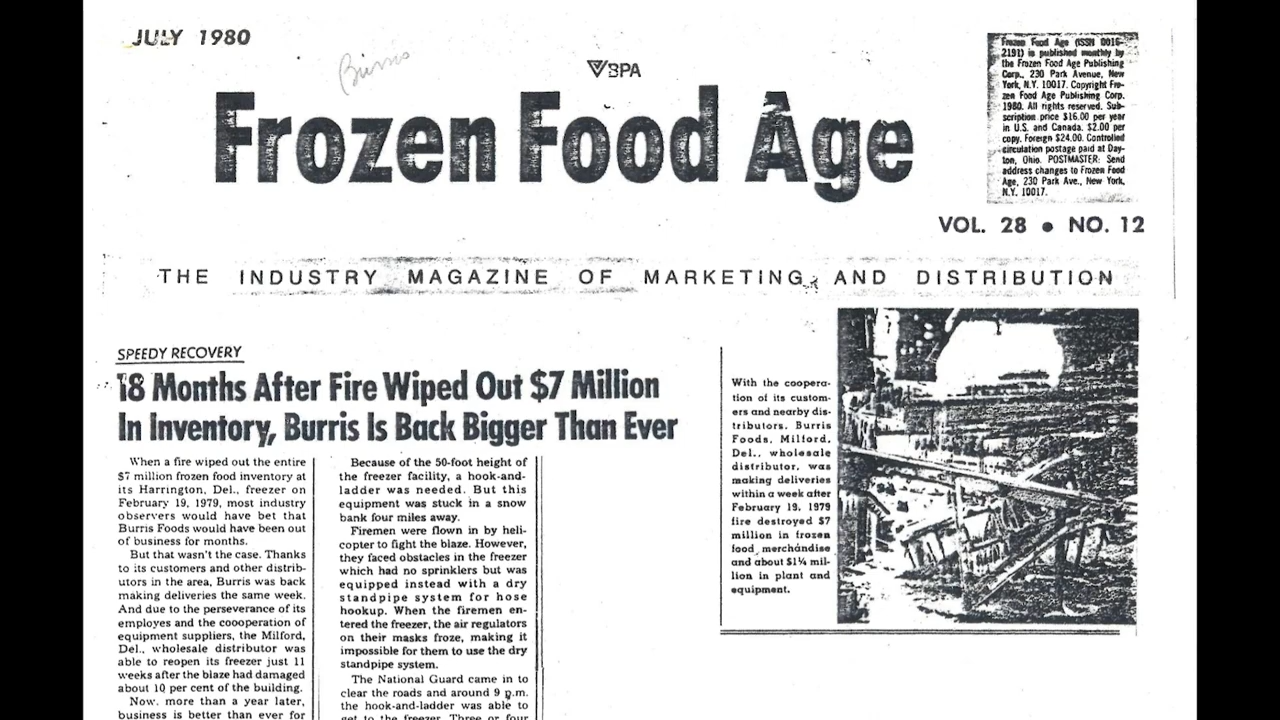 JULY 1980
Burris
BPA
Frozen Food Age
Frozen Food Age (ISSN 0016-
2191) is published monthly by
the Frozen Food Age Publishing
Corp., 230 Park Avenue, New
York, N.Y. 10017. Copyright Fro-
zen Food Age Publishing Corp.
1980. All rights reserved. Sub-
scription price $16.00 per year
in U.S. and Canada. $2.00 per
copy. Foreign $24.00. Controlled
circulation postage paid at Day-
ton, Ohio. POSTMASTER: Send
address changes to Frozen Food
Age, 230 Park Ave., New York,
N.Y. 10017.
VOL. 28 • NO. 12
THE INDUSTRY MAGAZINE OF MARKETING AND DISTRIBUTION
SPEEDY RECOVERY
18 Months After Fire Wiped Out $7 Million
In Inventory, Burris Is Back Bigger Than Ever
When a fire wiped out the entire
$7 million frozen food inventory at
its Harrington, Del., freezer on
February 19, 1979, most industry
observers would have bet that
Burris Foods would have been out
of business for months.
But that wasn't the case. Thanks
to its customers and other distrib-
utors in the area, Burris was back
making deliveries the same week.
And due to the perseverance of its
employes and the coooperation of
equipment suppliers, the Milford,
Del., wholesale distributor was
able to reopen its freezer just 11
weeks after the blaze had damaged
about 10 per cent of the building.
Now, more than a year later,
business is better than ever for
Because of the 50-foot height of
the freezer facility, a hook-and-
ladder was needed. But this
equipment was stuck in a snow
bank four miles away.
Firemen were flown in by heli-
copter to fight the blaze. However,
they faced obstacles in the freezer
which had no sprinklers but was
equipped instead with a dry
standpipe system for hose
hookup. When the firemen en-
tered the freezer, the air regulators
on their masks froze, making it
impossible for them to use the dry
standpipe system.
The National Guard came in to
clear the roads and around 9 p.m.
the hook-and-ladder was able to
get to the freezer. Three or four
With the coopera-
tion of its custom-
ers and nearby dis-
tributors, Burris
Foods, Milford,
Del., wholesale
distributor, was
making deliveries
within a week after
February 19, 1979
fire destroyed $7
million in frozen
food merchandise
and about $1¼ mil-
lion in plant and
equipment.